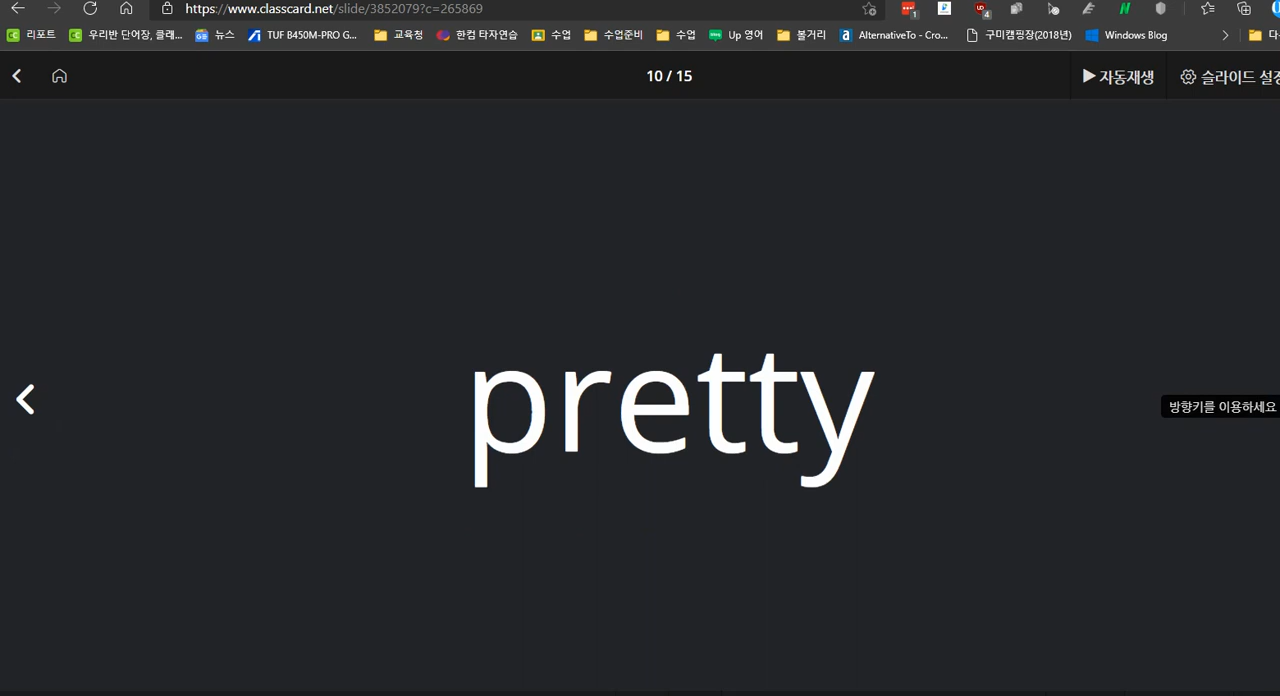 https://www.classcard.net/slide/3852079?c=265869
1
4
리포트 우리반 단어장, 클래... 뉴스 TUF B450M-PRO G... 교육청 한컴 타자연습 수업 수업준비 수업 Up 영어 볼거리 AlternativeTo - Cro... 구미캠핑장(2018년) Windows Blog
10 / 15
자동재생
슬라이드 설정
pretty
방향키를 이용하세요